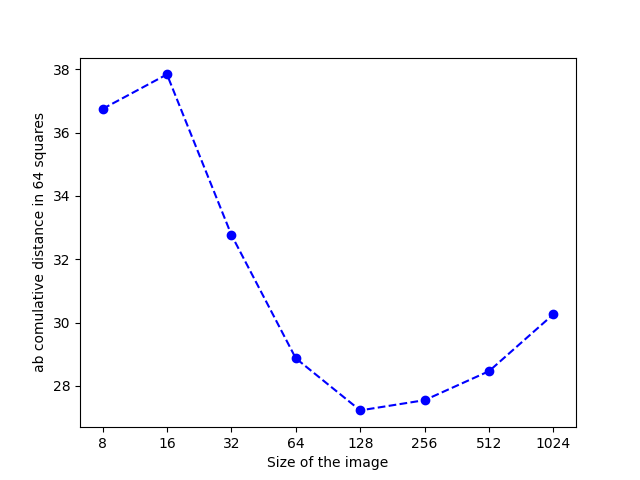 38
36
34
32
30
28
ab comulative distance in 64 squares
8 16 32 64 128 256 512 1024
Size of the image